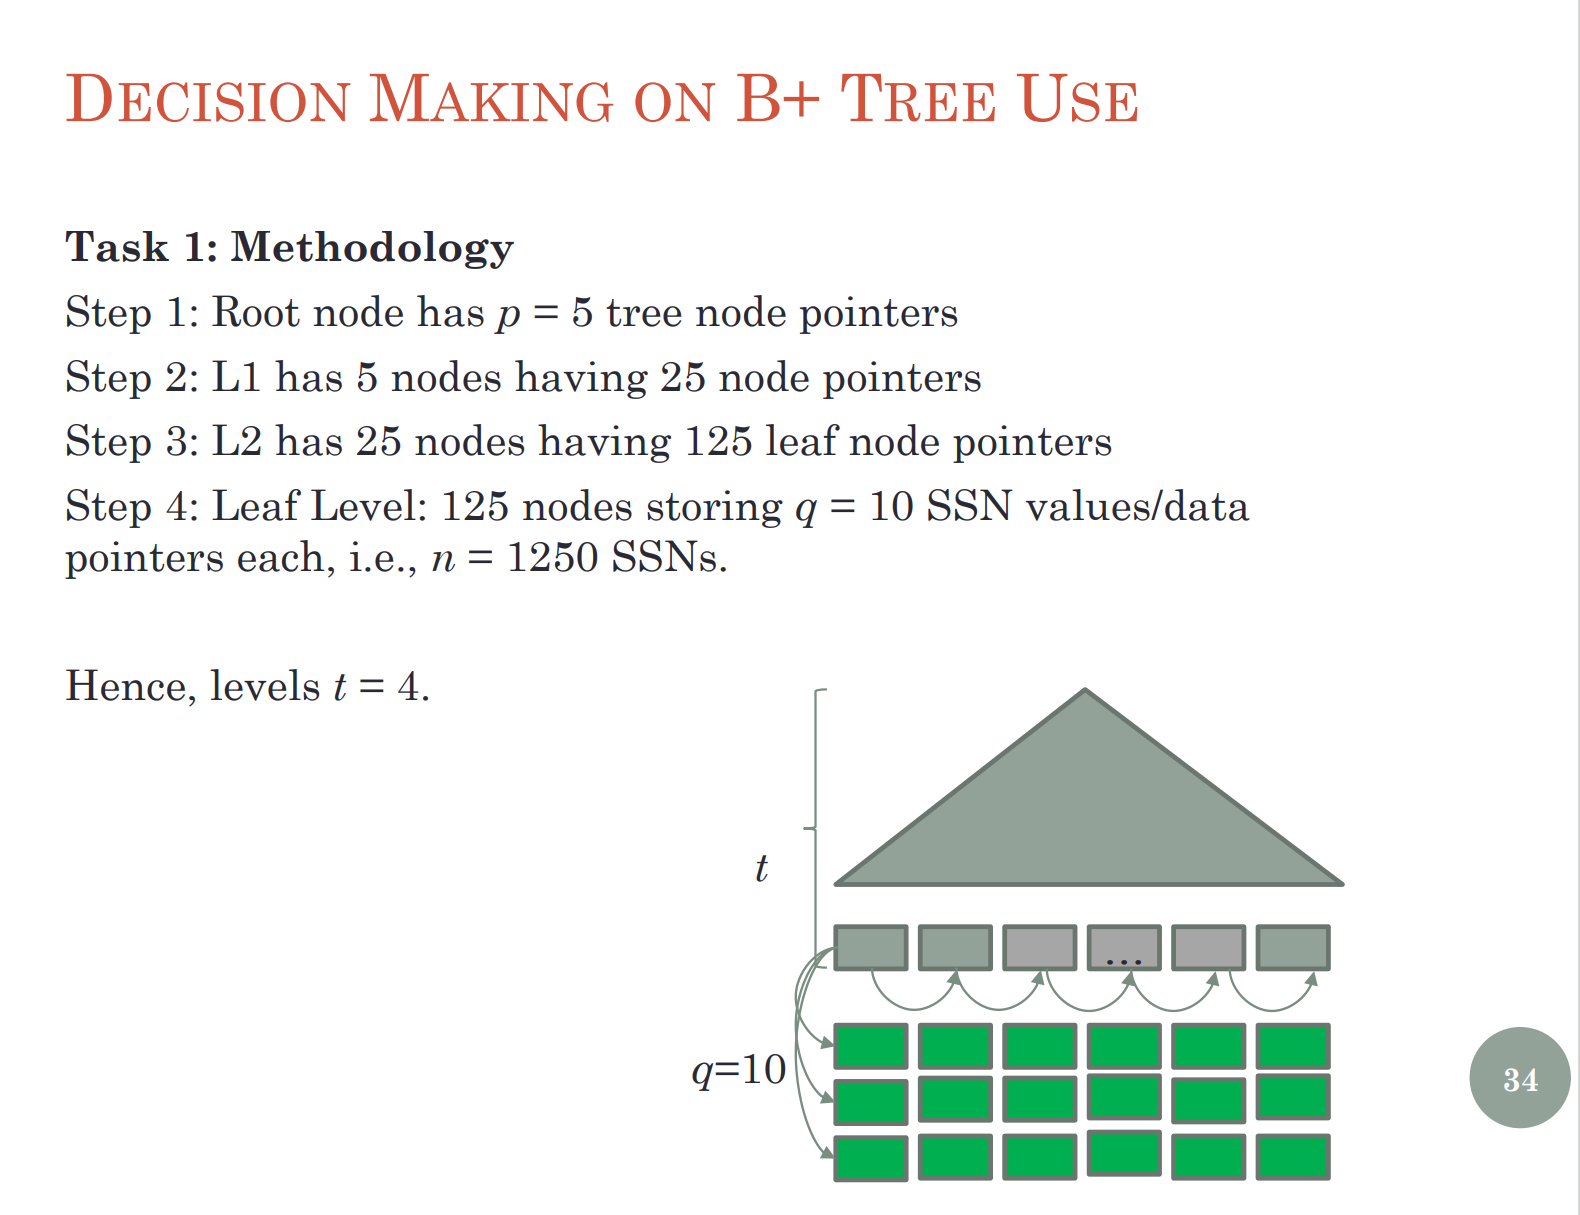 DECISION MAKING ON B+ TREE USE
Task 1: Methodology
Step 1: Root node has p = 5 tree node pointers
Step 2: L1 has 5 nodes having 25 node pointers
Step 3: L2 has 25 nodes having 125 leaf node pointers
Step 4: Leaf Level: 125 nodes storing q = 10 SSN values/data
pointers each, i.e., n = 1250 SSNs.
Hence, levels t = 4.
t
...
q=10
34